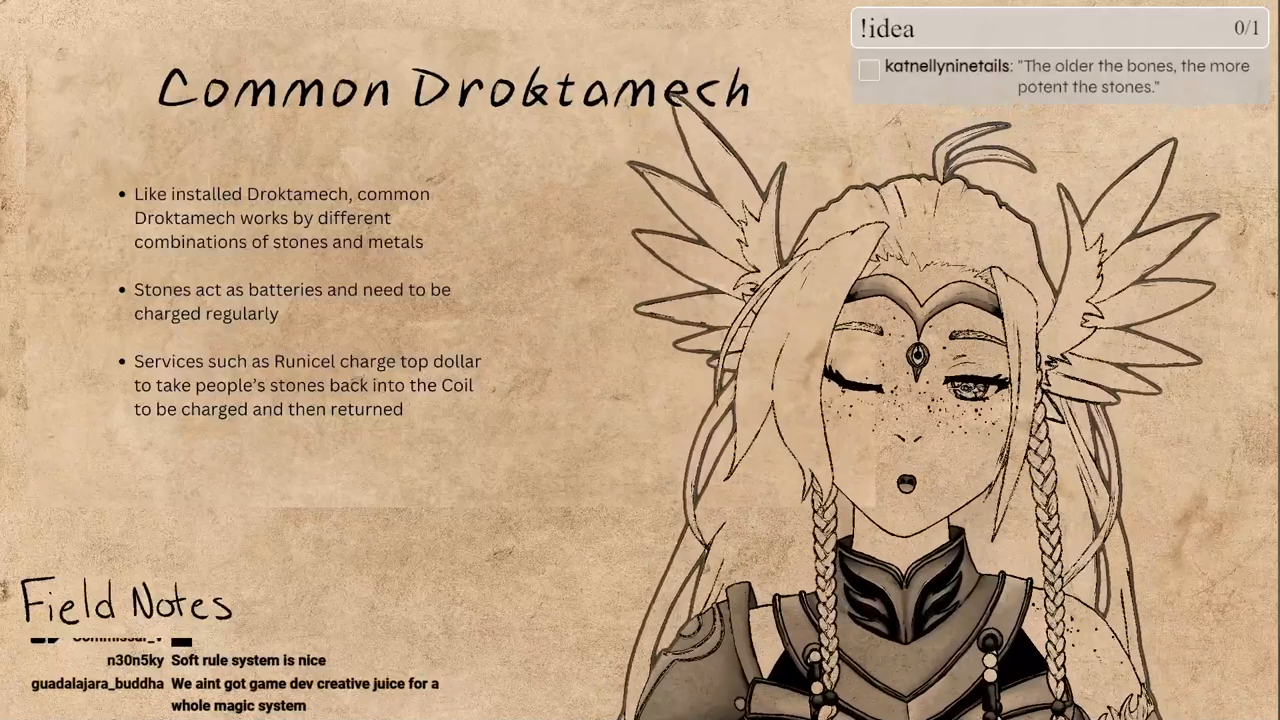 !idea 0/1
katnellyninetails: "The older the bones, the more
potent the stones."
Common Droktamech
• Like installed Droktamech, common
Droktamech works by different
combinations of stones and metals
• Stones act as batteries and need to be
charged regularly
• Services such as Runicel charge top dollar
to take people's stones back into the Coil
to be charged and then returned
Field Notes
n30n5ky Soft rule system is nice
guadalajara_buddha We aint got game dev creative juice for a
whole magic system